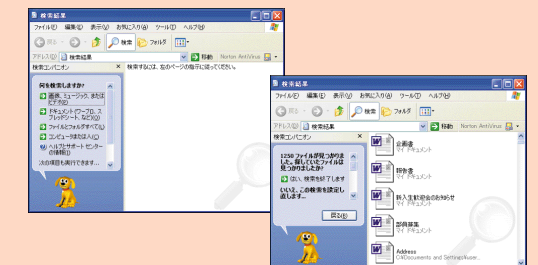 検索結果
ファイル(F) 編集(E) 表示(V) お気に入り(A) ツール(T) ヘルプ(H)
戻る 検索 フォルダ
アドレス(D) 検索結果 移動 Norton AntiVirus
検索コンパニオン × 検索するには、左のページの指示に従ってください。
何を検索しますか?
画像、ミュージック、または
ビデオ(P)
ドキュメント(ワープロ、ス
プレッドシート、など)(O)
ファイルとフォルダすべて(L)
コンピュータまたは人(C)
ヘルプとサポート センター
の情報(I)
次の項目も実行できます...
検索結果
ファイル(F) 編集(E) 表示(V) お気に入り(A) ツール(T) ヘルプ(H)
戻る 検索 フォルダ
アドレス(D) 検索結果 移動 Norton AntiVirus
検索コンパニオン ×
1250 ファイルが見つかりま
した。探していたファイルは
見つかりましたか?
はい、検索を終了します
いいえ、この検索を設定し
直します...
戻る(B)
企画書
マイ ドキュメント
報告書
マイ ドキュメント
新入生歓迎会のお知らせ
マイ ドキュメント
部員募集
マイ ドキュメント
Address
C:¥Documents and Settings¥user...